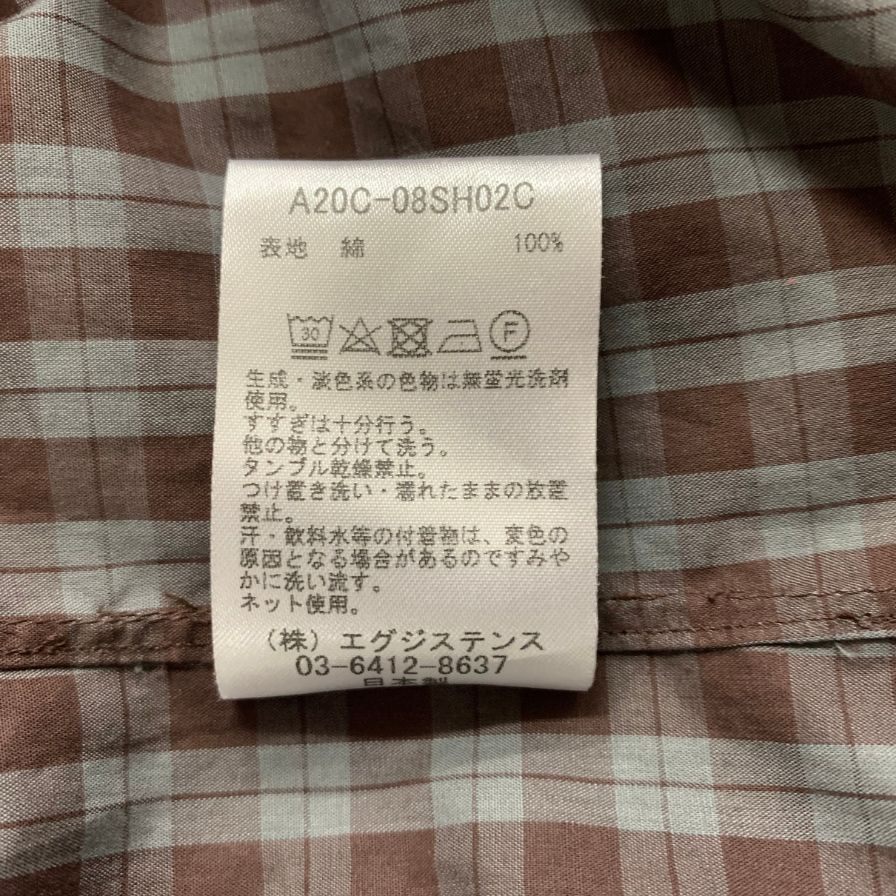 A20C-08SH02C
表地 綿 100%
30 F
生成・淡色系の色物は無蛍光洗剤
使用。
すすぎは十分行う。
他の物と分けて洗う。
タンブル乾燥禁止。
つけ置き洗い・濡れたままの放置
禁止。
汗・飲料水等の付着物は、変色の
原因となる場合があるのですみや
かに洗い流す。
ネット使用。
(株)エグジステンス
03-6412-8637
日本製